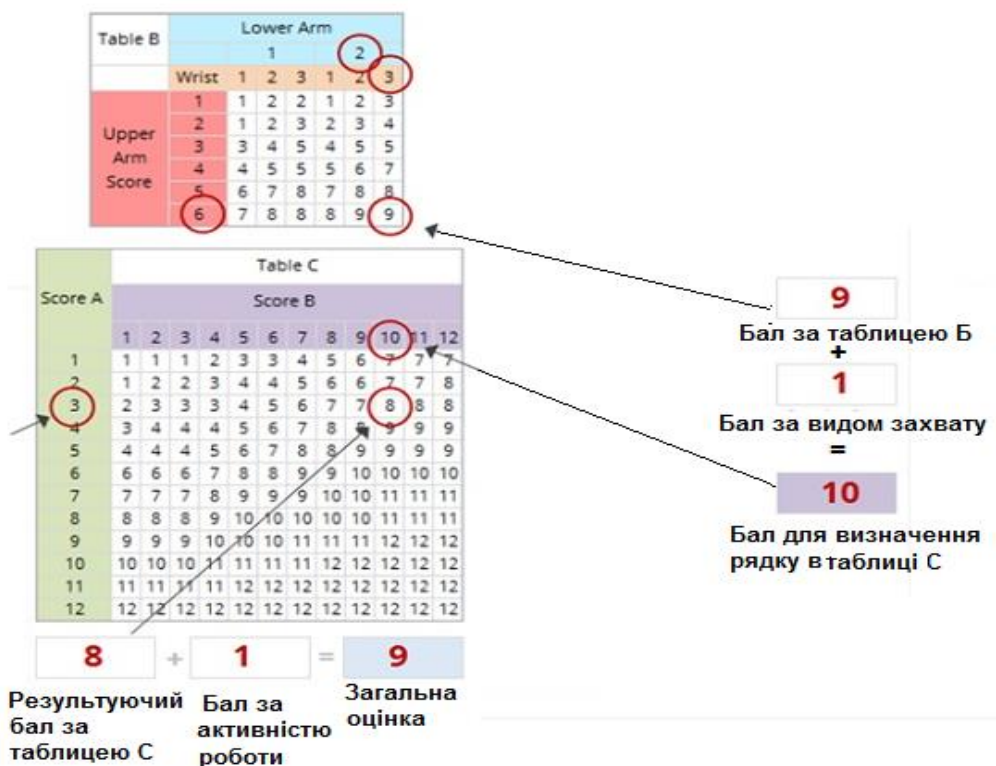 Table B Lower Arm
1 2
Wrist 1 2 3 1 2 3
Upper Arm Score
1 1 2 2 1 2 3
2 1 2 3 2 3 4
3 3 4 5 4 5 5
4 4 5 5 5 6 7
5 6 7 8 7 8 8
6 7 8 8 8 9 9
Table C
Score A Score B
1 2 3 4 5 6 7 8 9 10 11 12
1 1 1 1 2 3 3 4 5 6 7 7 7
2 1 2 2 3 4 4 5 6 6 7 7 8
3 2 3 3 3 4 5 6 7 7 8 8 8
4 3 4 4 4 5 6 7 8 8 9 9 9
5 4 4 4 5 6 7 8 8 9 9 9 9
6 6 6 6 7 8 8 9 9 10 10 10 10
7 7 7 7 8 9 9 9 10 10 11 11 11
8 8 8 8 9 10 10 10 10 10 11 11 11
9 9 9 9 10 10 10 11 11 11 12 12 12
10 10 10 10 11 11 11 11 12 12 12 12 12
11 11 11 11 11 12 12 12 12 12 12 12 12
12 12 12 12 12 12 12 12 12 12 12 12 12
8 + 1 = 9
Результуючий
бал за
таблицею С
Бал за
активністю
роботи
Загальна
оцінка
9
Бал за таблицею Б
+
1
Бал за видом захвату
=
10
Бал для визначення
рядку в таблиці С